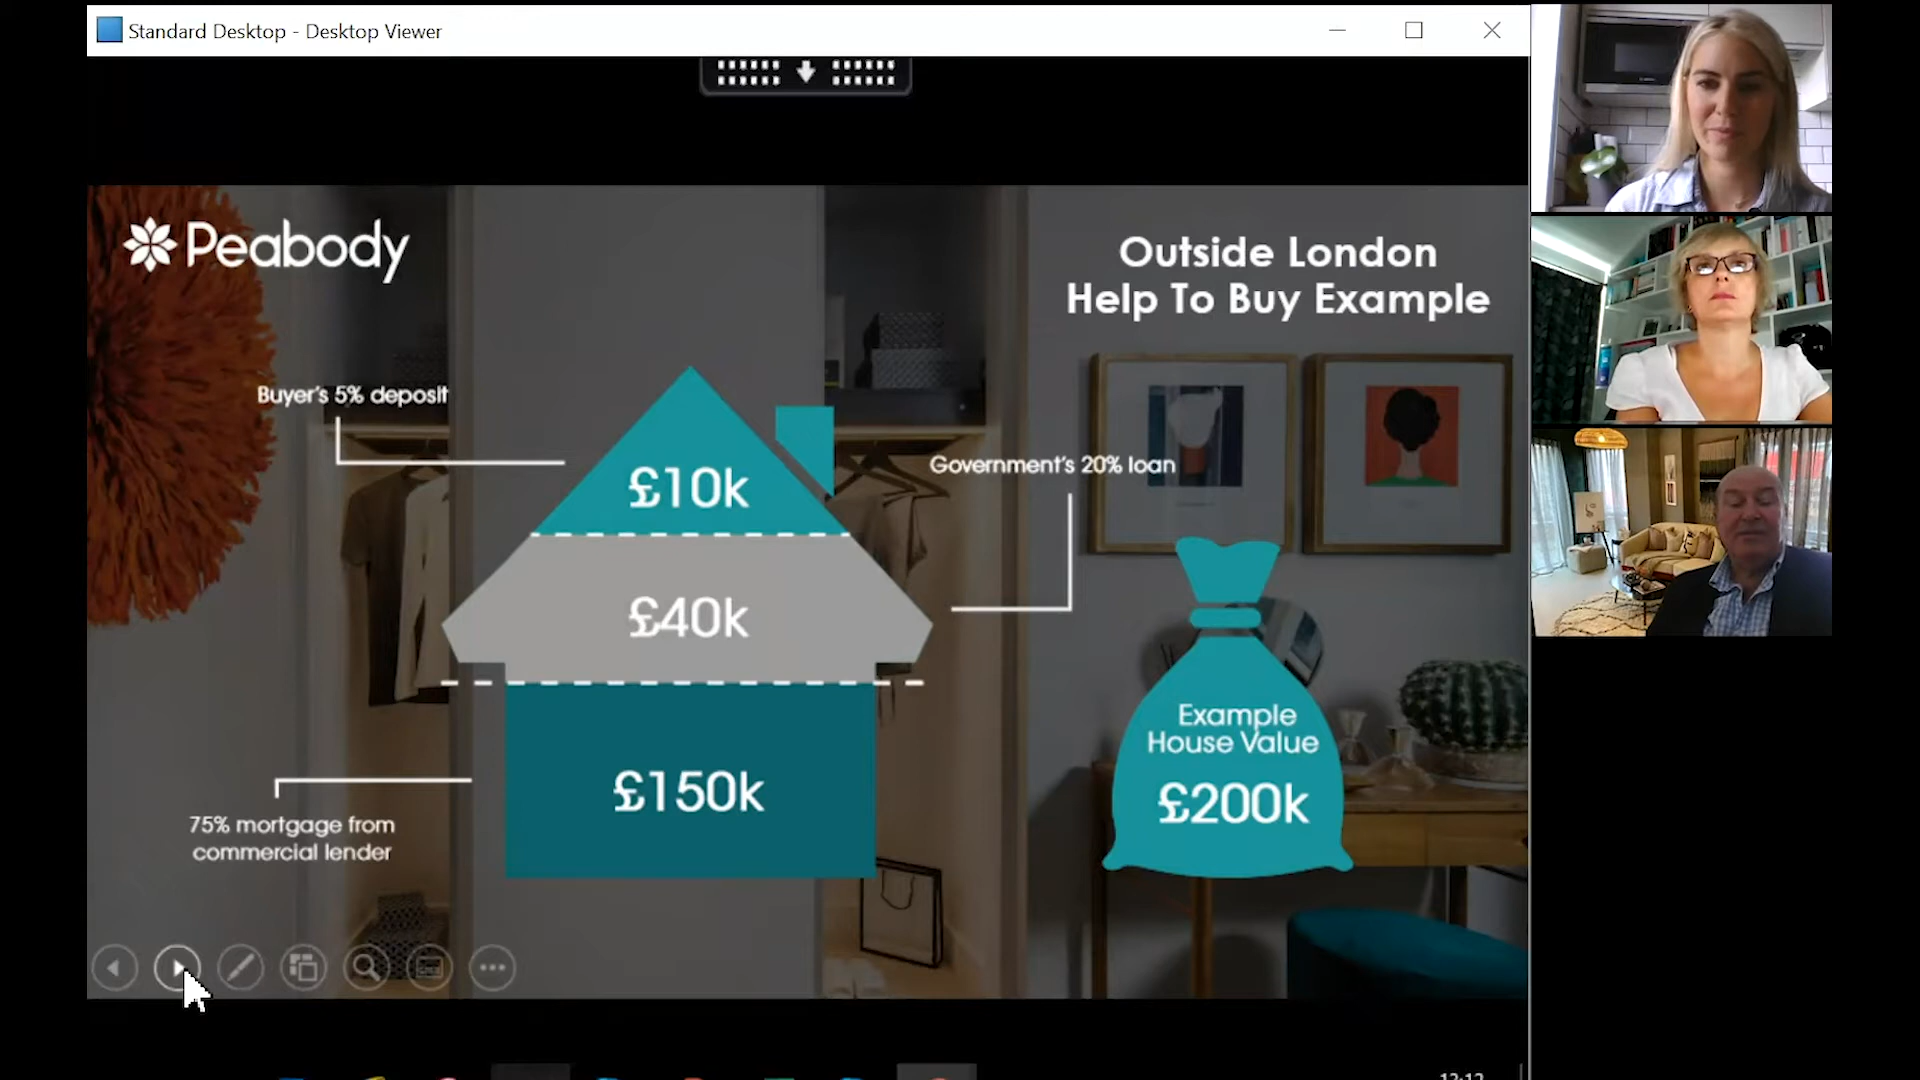 Standard Desktop - Desktop Viewer
Peabody
Outside London
Help To Buy Example
Buyer's 5% deposit
£10k
Government's 20% loan
£40k
Example
House Value
£200k
£150k
75% mortgage from
commercial lender